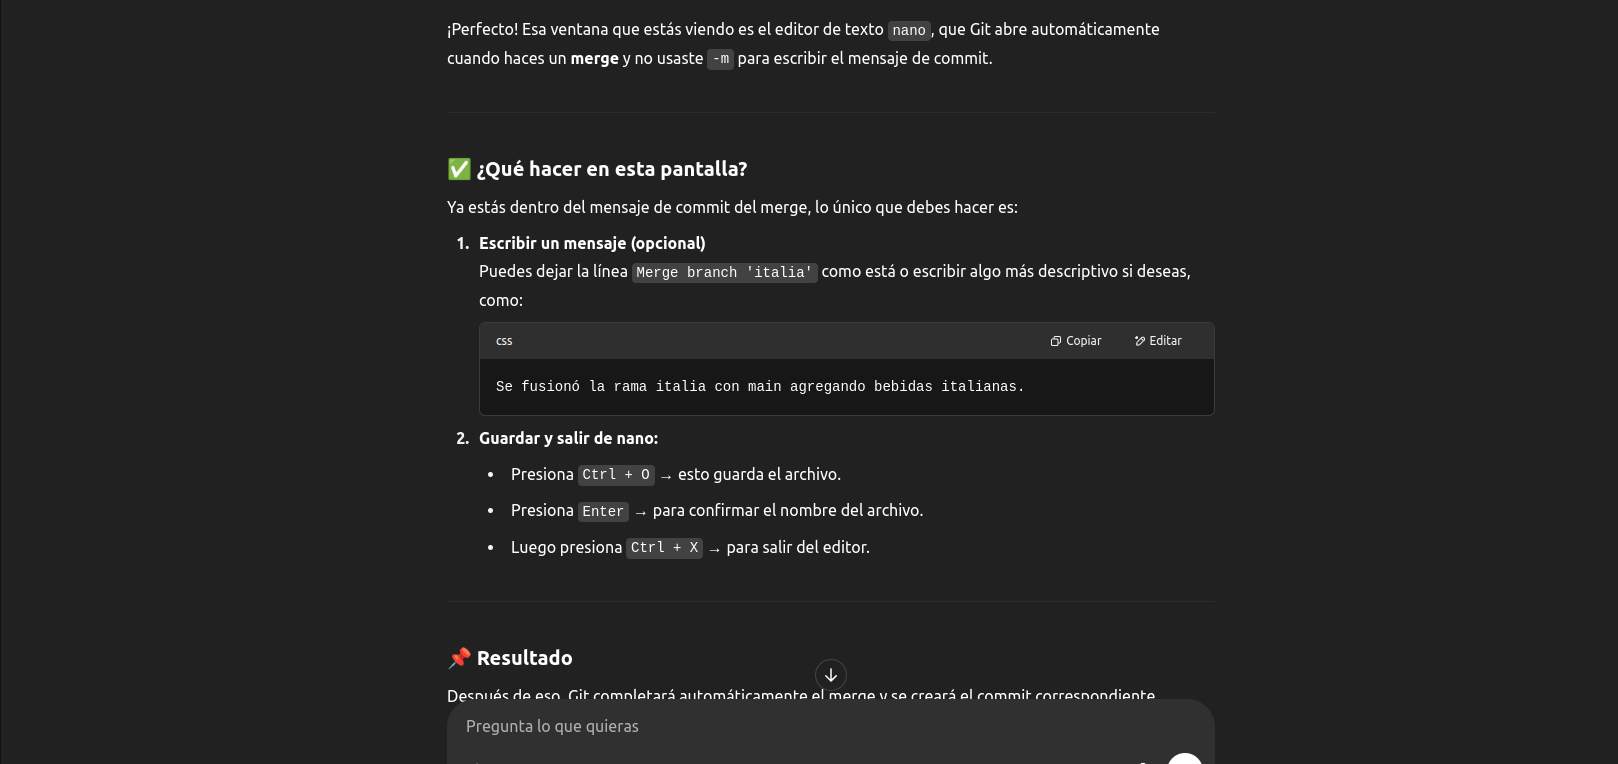 ¡Perfecto! Esa ventana que estás viendo es el editor de texto nano, que Git abre automáticamente
cuando haces un merge y no usaste -m para escribir el mensaje de commit.
✅ ¿Qué hacer en esta pantalla?
Ya estás dentro del mensaje de commit del merge, lo único que debes hacer es:
1. Escribir un mensaje (opcional)
Puedes dejar la línea Merge branch 'italia' como está o escribir algo más descriptivo si deseas,
como:
css Copiar Editar
Se fusionó la rama italia con main agregando bebidas italianas.
2. Guardar y salir de nano:
• Presiona Ctrl + O → esto guarda el archivo.
• Presiona Enter → para confirmar el nombre del archivo.
• Luego presiona Ctrl + X → para salir del editor.
📌 Resultado
Después de eso, Git completará automáticamente el merge y se creará el commit correspondiente
Pregunta lo que quieras